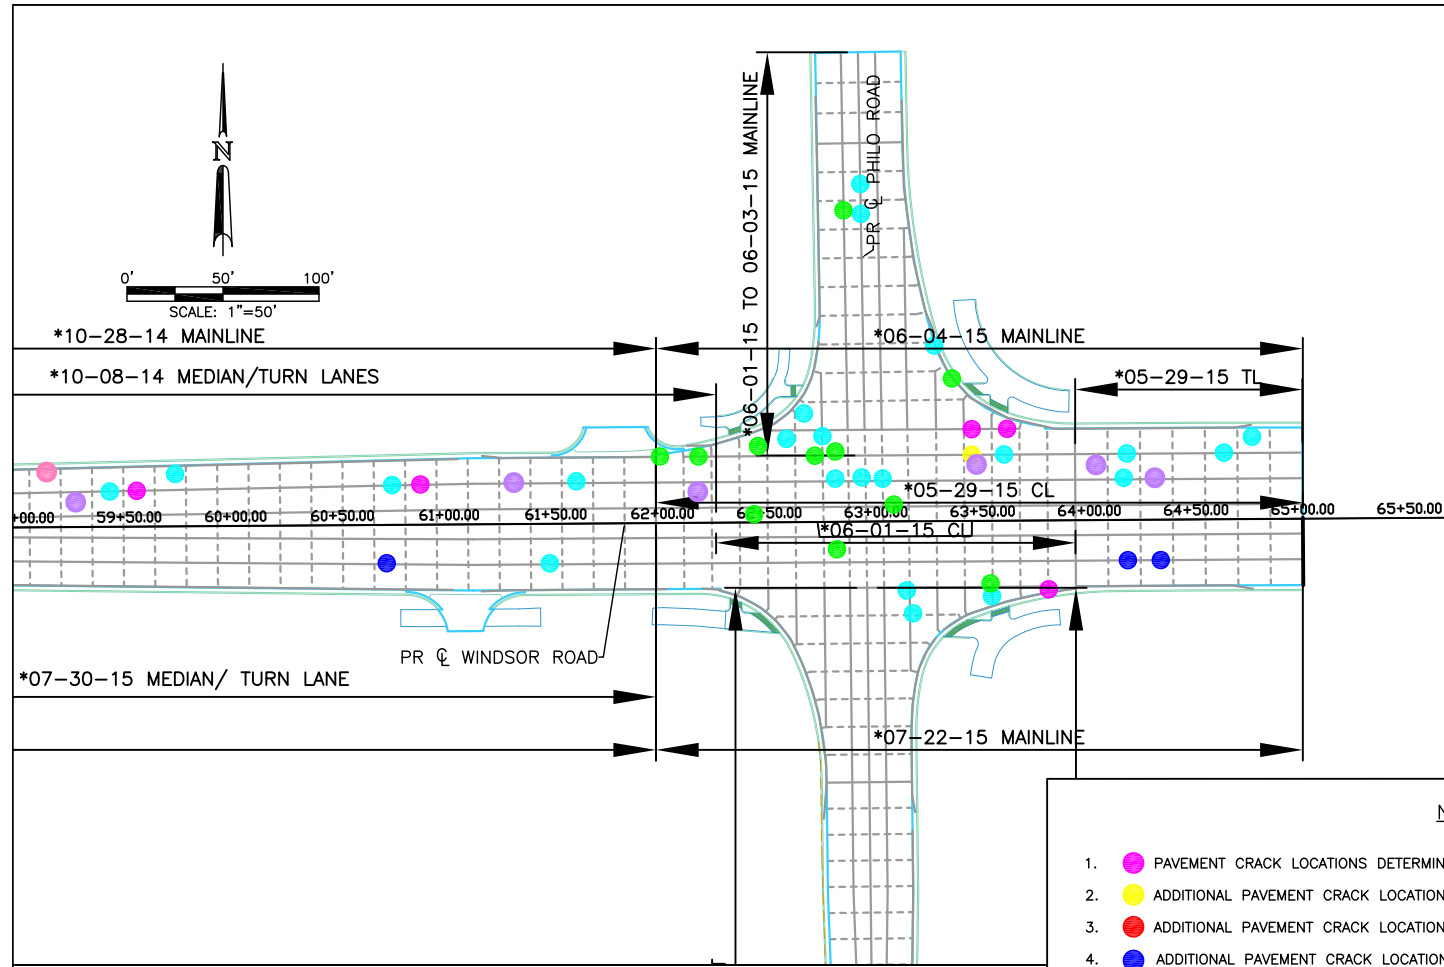 N
0' 50' 100'
SCALE: 1"=50'
*10-28-14 MAINLINE
*10-08-14 MEDIAN/TURN LANES
*06-01-15 TO 06-03-15 MAINLINE
PR ℄ PHILO ROAD
*06-04-15 MAINLINE
*05-29-15 TL
*05-29-15 CL
+00.00 59+50.00 60+00.00 60+50.00 61+00.00 61+50.00 62+00.00 62+50.00 63+00.00 63+50.00 64+00.00 64+50.00 65+00.00 65+50.00
*06-01-15 CL
PR ℄ WINDSOR ROAD
*07-30-15 MEDIAN/ TURN LANE
*07-22-15 MAINLINE
1. PAVEMENT CRACK LOCATIONS DETERMIN
2. ADDITIONAL PAVEMENT CRACK LOCATION
3. ADDITIONAL PAVEMENT CRACK LOCATION
4. ADDITIONAL PAVEMENT CRACK LOCATION